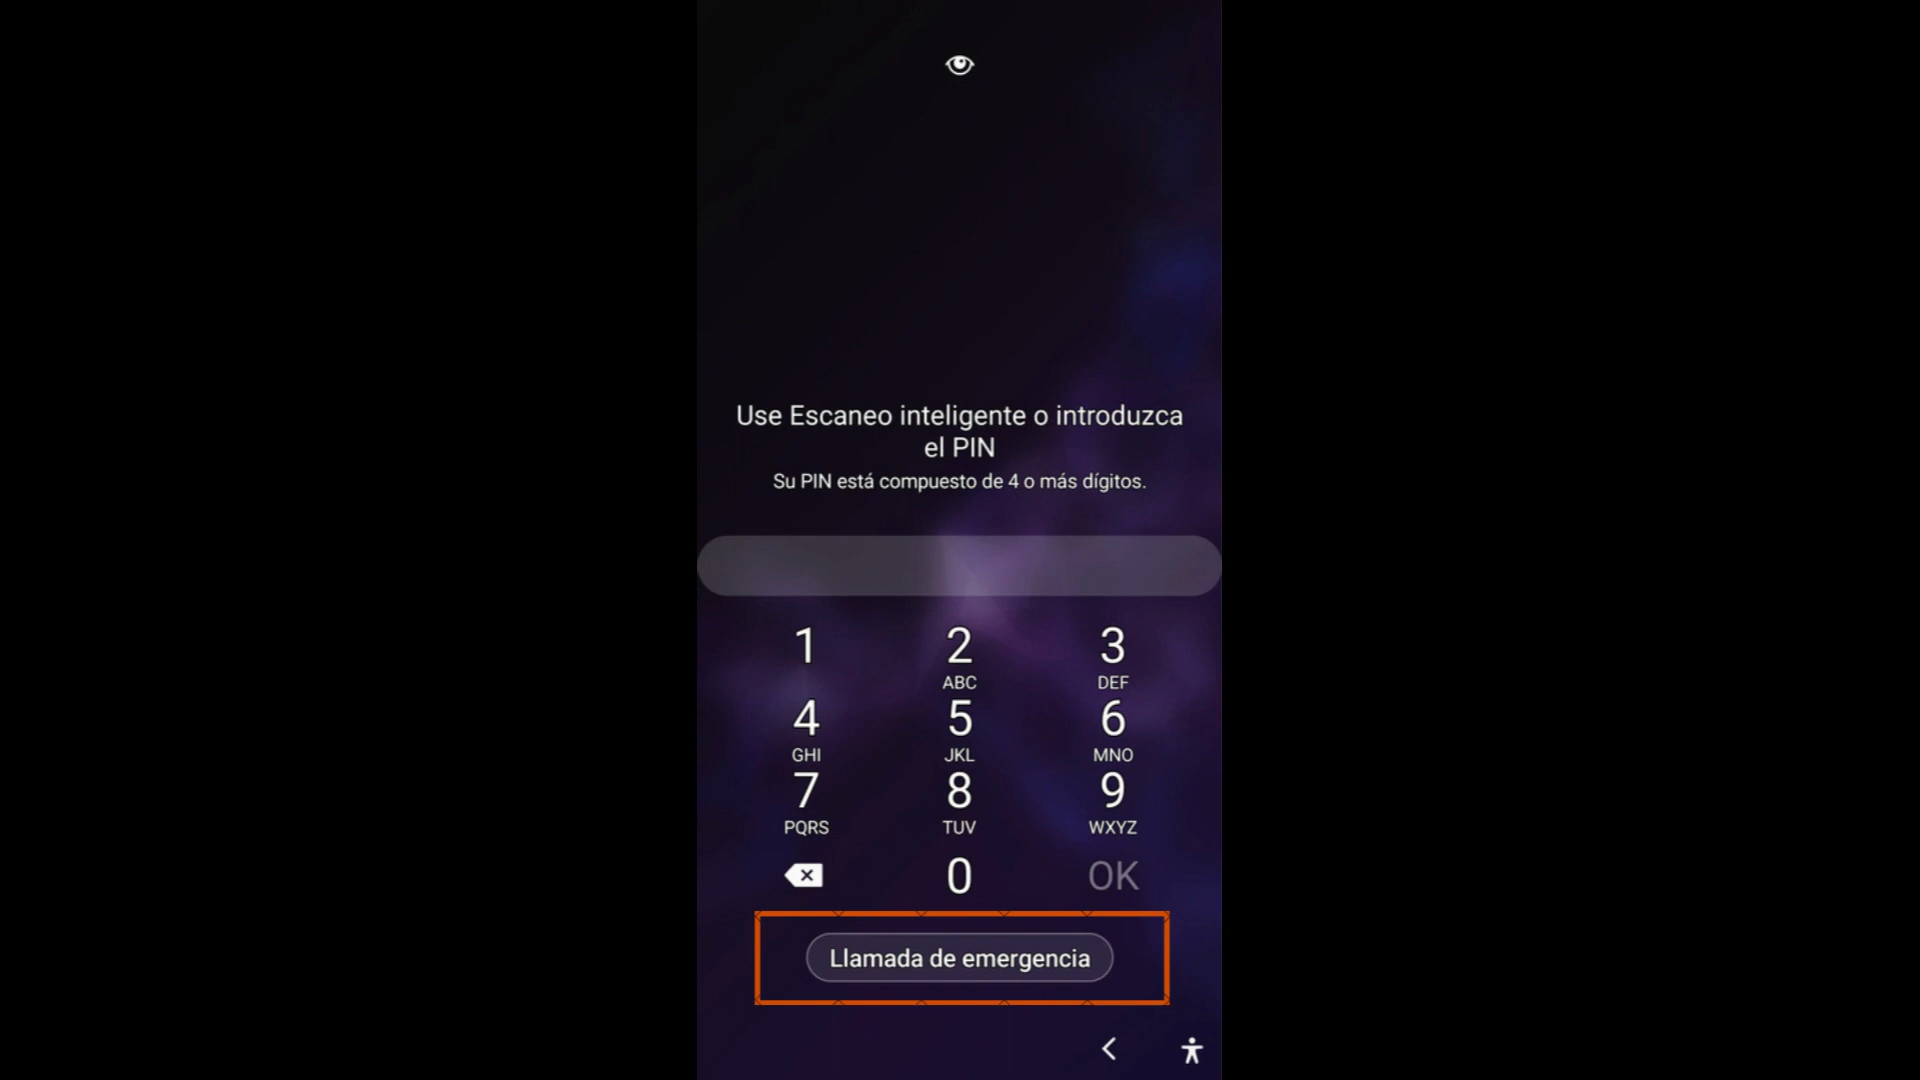 Use Escaneo inteligente o introduzca
el PIN
Su PIN está compuesto de 4 o más dígitos.
1 2 3
ABC DEF
4 5 6
GHI JKL MNO
7 8 9
PQRS TUV WXYZ
0 OK
Llamada de emergencia